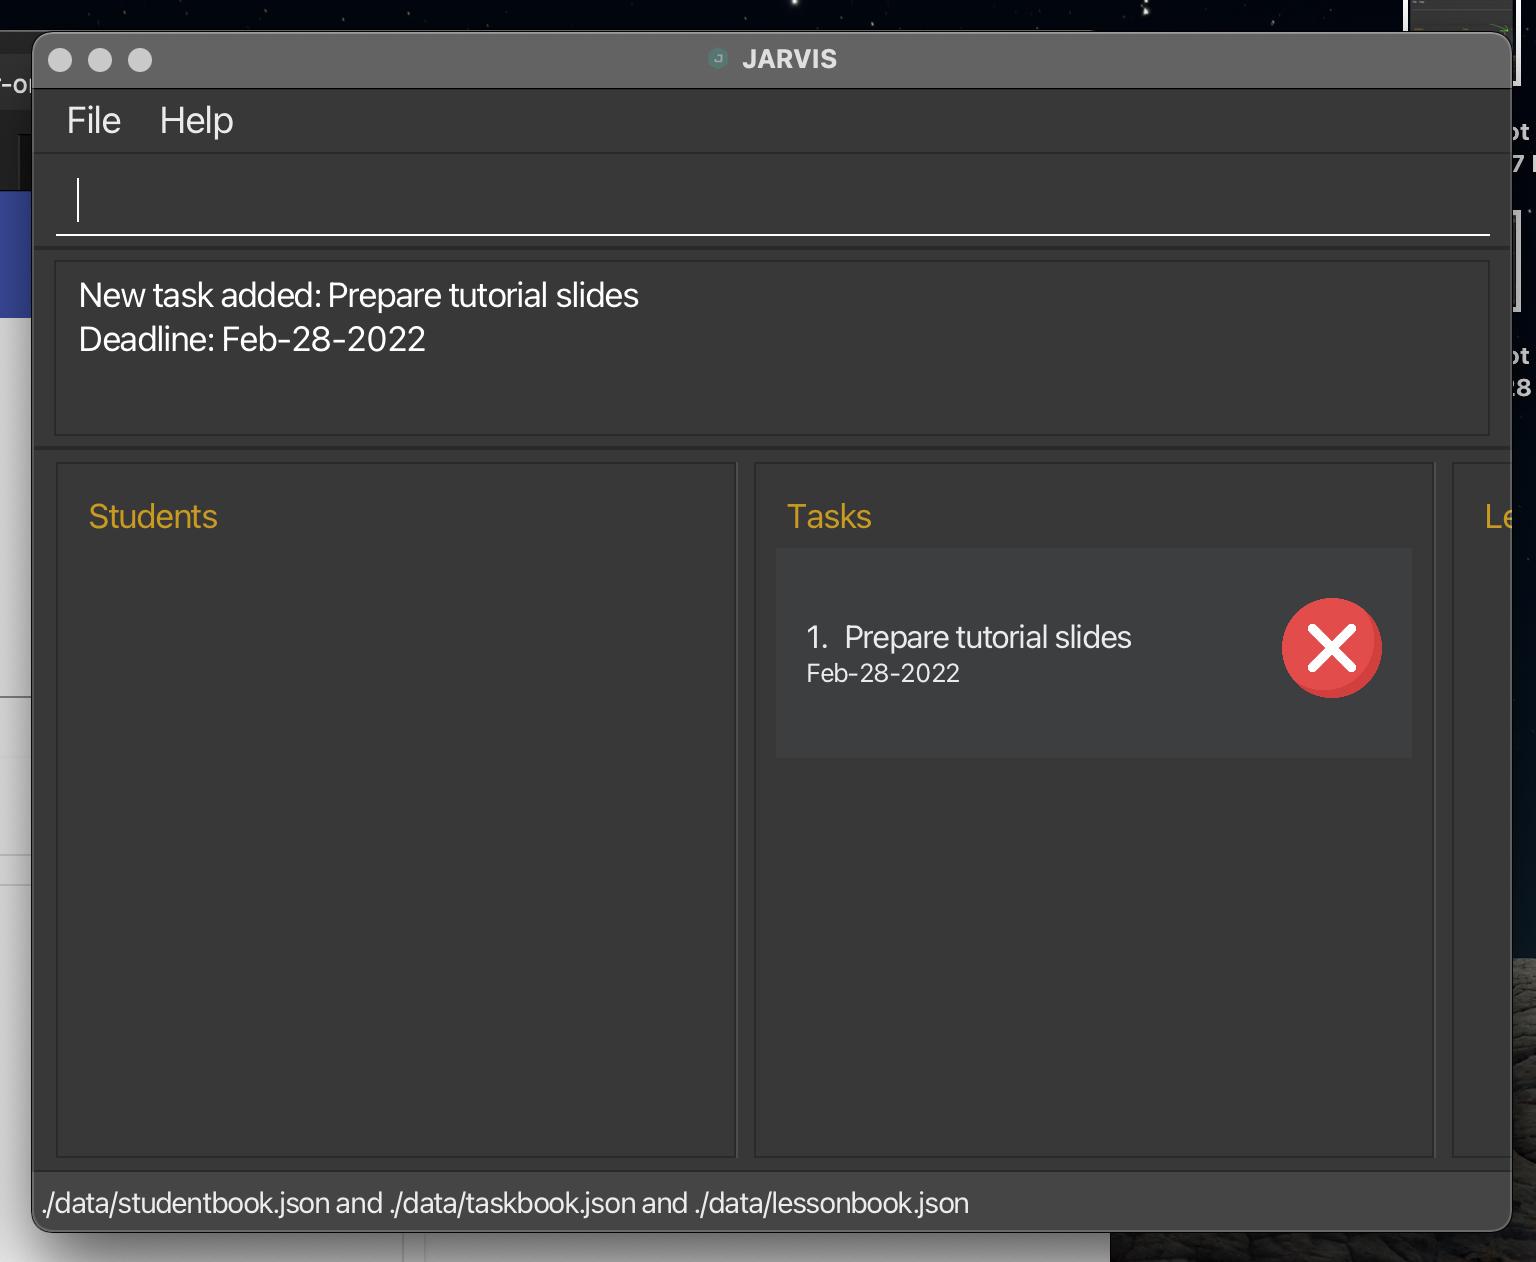 JARVIS
File Help
New task added: Prepare tutorial slides
Deadline: Feb-28-2022
Students
Tasks
Le
1. Prepare tutorial slides
Feb-28-2022
./data/studentbook.json and ./data/taskbook.json and ./data/lessonbook.json